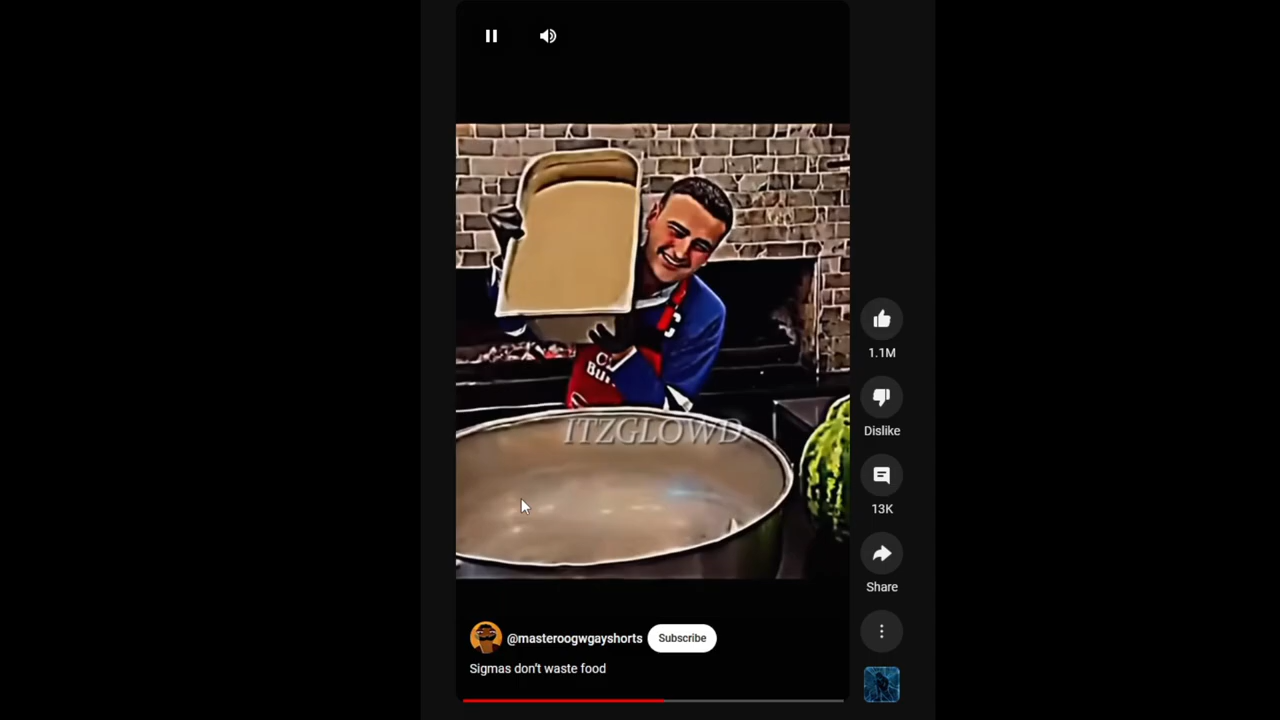 ITZGLOWD
1.1M
Dislike
13K
Share
@masteroogwgayshorts
Subscribe
Sigmas don't waste food